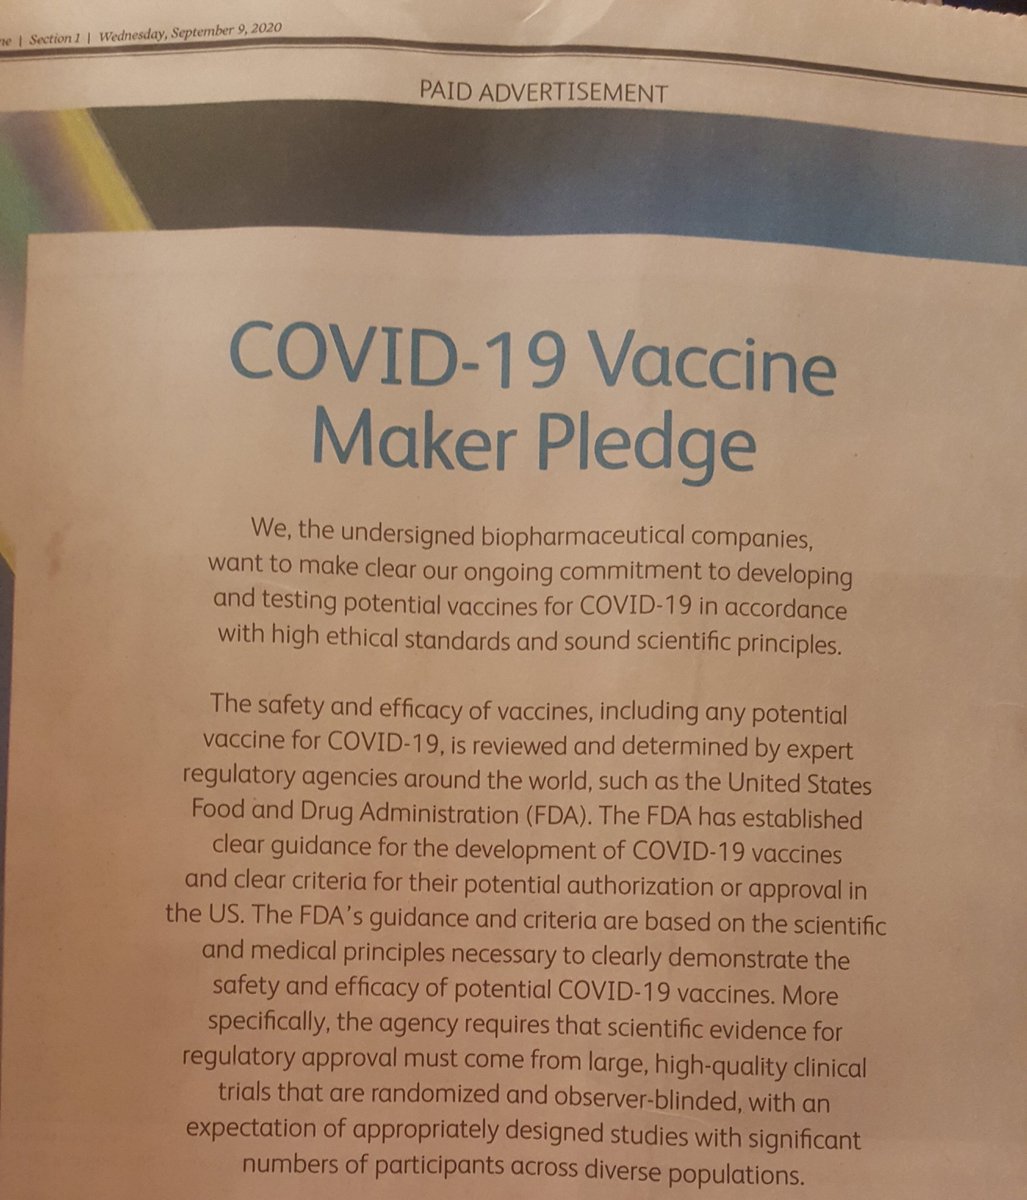 ne | Section 1 | Wednesday, September 9, 2020
PAID ADVERTISEMENT
COVID-19 Vaccine
Maker Pledge
We, the undersigned biopharmaceutical companies,
want to make clear our ongoing commitment to developing
and testing potential vaccines for COVID-19 in accordance
with high ethical standards and sound scientific principles.
The safety and efficacy of vaccines, including any potential
vaccine for COVID-19, is reviewed and determined by expert
regulatory agencies around the world, such as the United States
Food and Drug Administration (FDA). The FDA has established
clear guidance for the development of COVID-19 vaccines
and clear criteria for their potential authorization or approval in
the US. The FDA's guidance and criteria are based on the scientific
and medical principles necessary to clearly demonstrate the
safety and efficacy of potential COVID-19 vaccines. More
specifically, the agency requires that scientific evidence for
regulatory approval must come from large, high-quality clinical
trials that are randomized and observer-blinded, with an
expectation of appropriately designed studies with significant
numbers of participants across diverse populations.